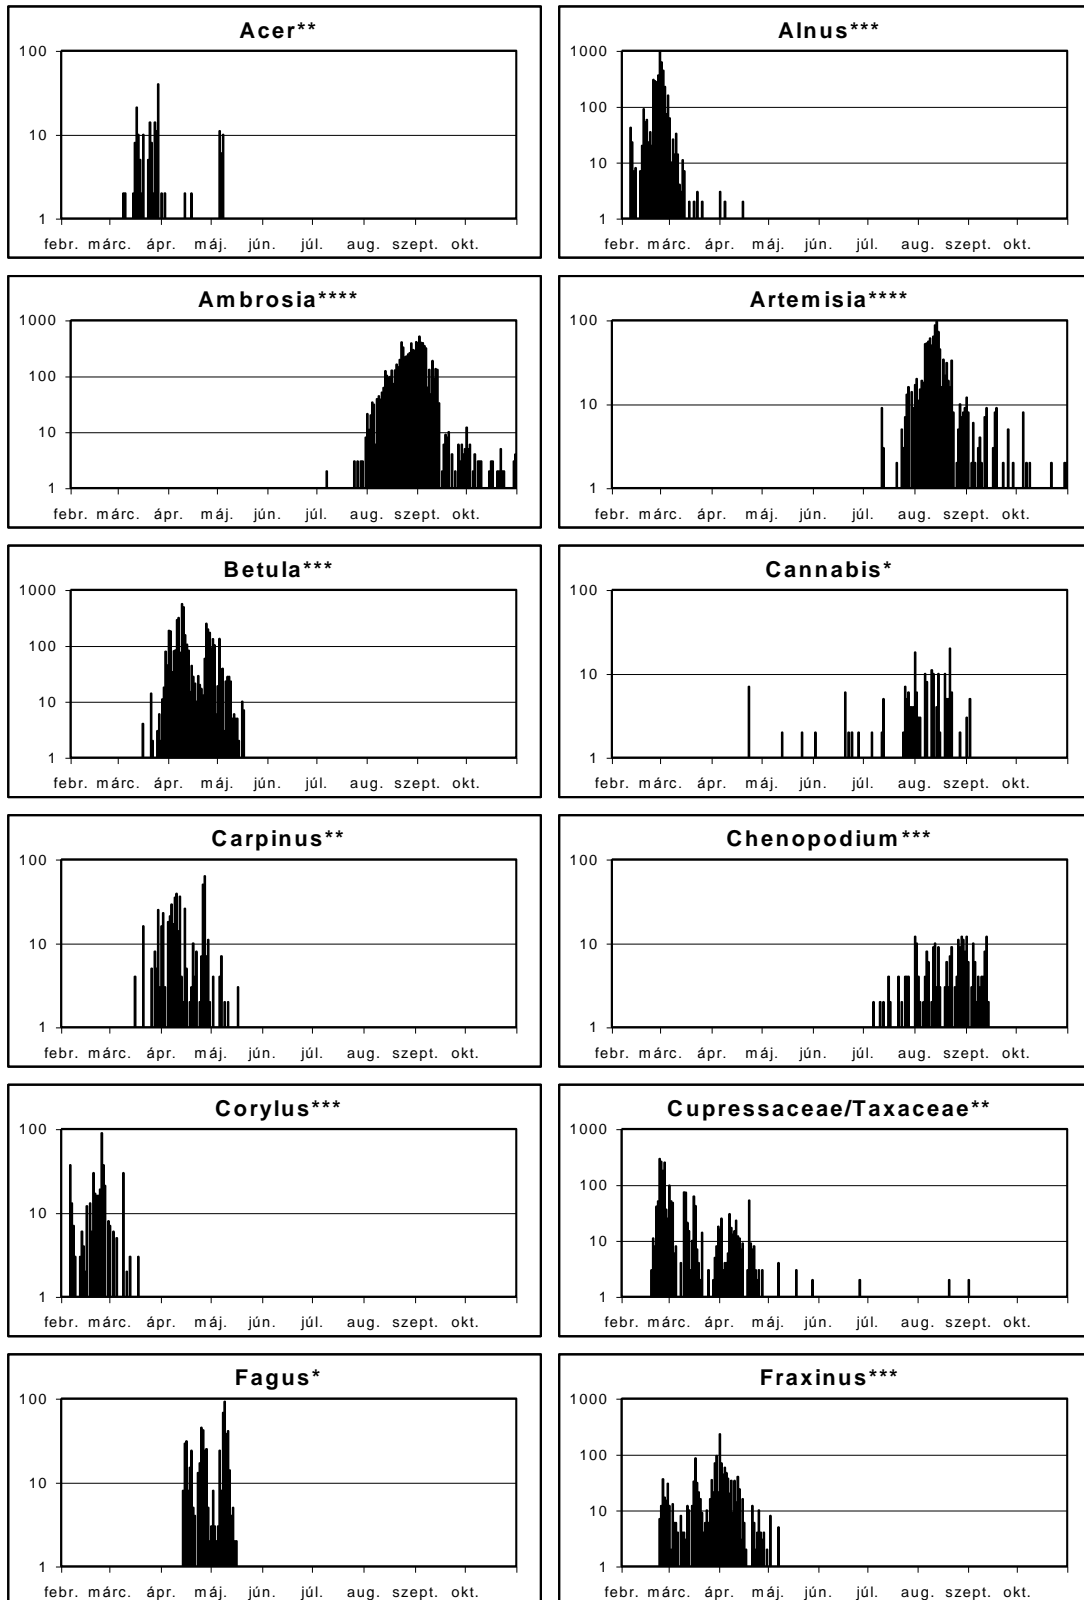 Acer**
100
10
1
febr. márc. ápr. máj. jún. júl. aug. szept. okt.
Alnus***
1000
100
10
1
febr. márc. ápr. máj. jún. júl. aug. szept. okt.
Ambrosia****
1000
100
10
1
febr. márc. ápr. máj. jún. júl. aug. szept. okt.
Artemisia****
100
10
1
febr. márc. ápr. máj. jún. júl. aug. szept. okt.
Betula***
1000
100
10
1
febr. márc. ápr. máj. jún. júl. aug. szept. okt.
Cannabis*
100
10
1
febr. márc. ápr. máj. jún. júl. aug. szept. okt.
Carpinus**
100
10
1
febr. márc. ápr. máj. jún. júl. aug. szept. okt.
Chenopodium***
100
10
1
febr. márc. ápr. máj. jún. júl. aug. szept. okt.
Corylus***
100
10
1
febr. márc. ápr. máj. jún. júl. aug. szept. okt.
Cupressaceae/Taxaceae**
1000
100
10
1
febr. márc. ápr. máj. jún. júl. aug. szept. okt.
Fagus*
100
10
1
febr. márc. ápr. máj. jún. júl. aug. szept. okt.
Fraxinus***
1000
100
10
1
febr. márc. ápr. máj. jún. júl. aug. szept. okt.